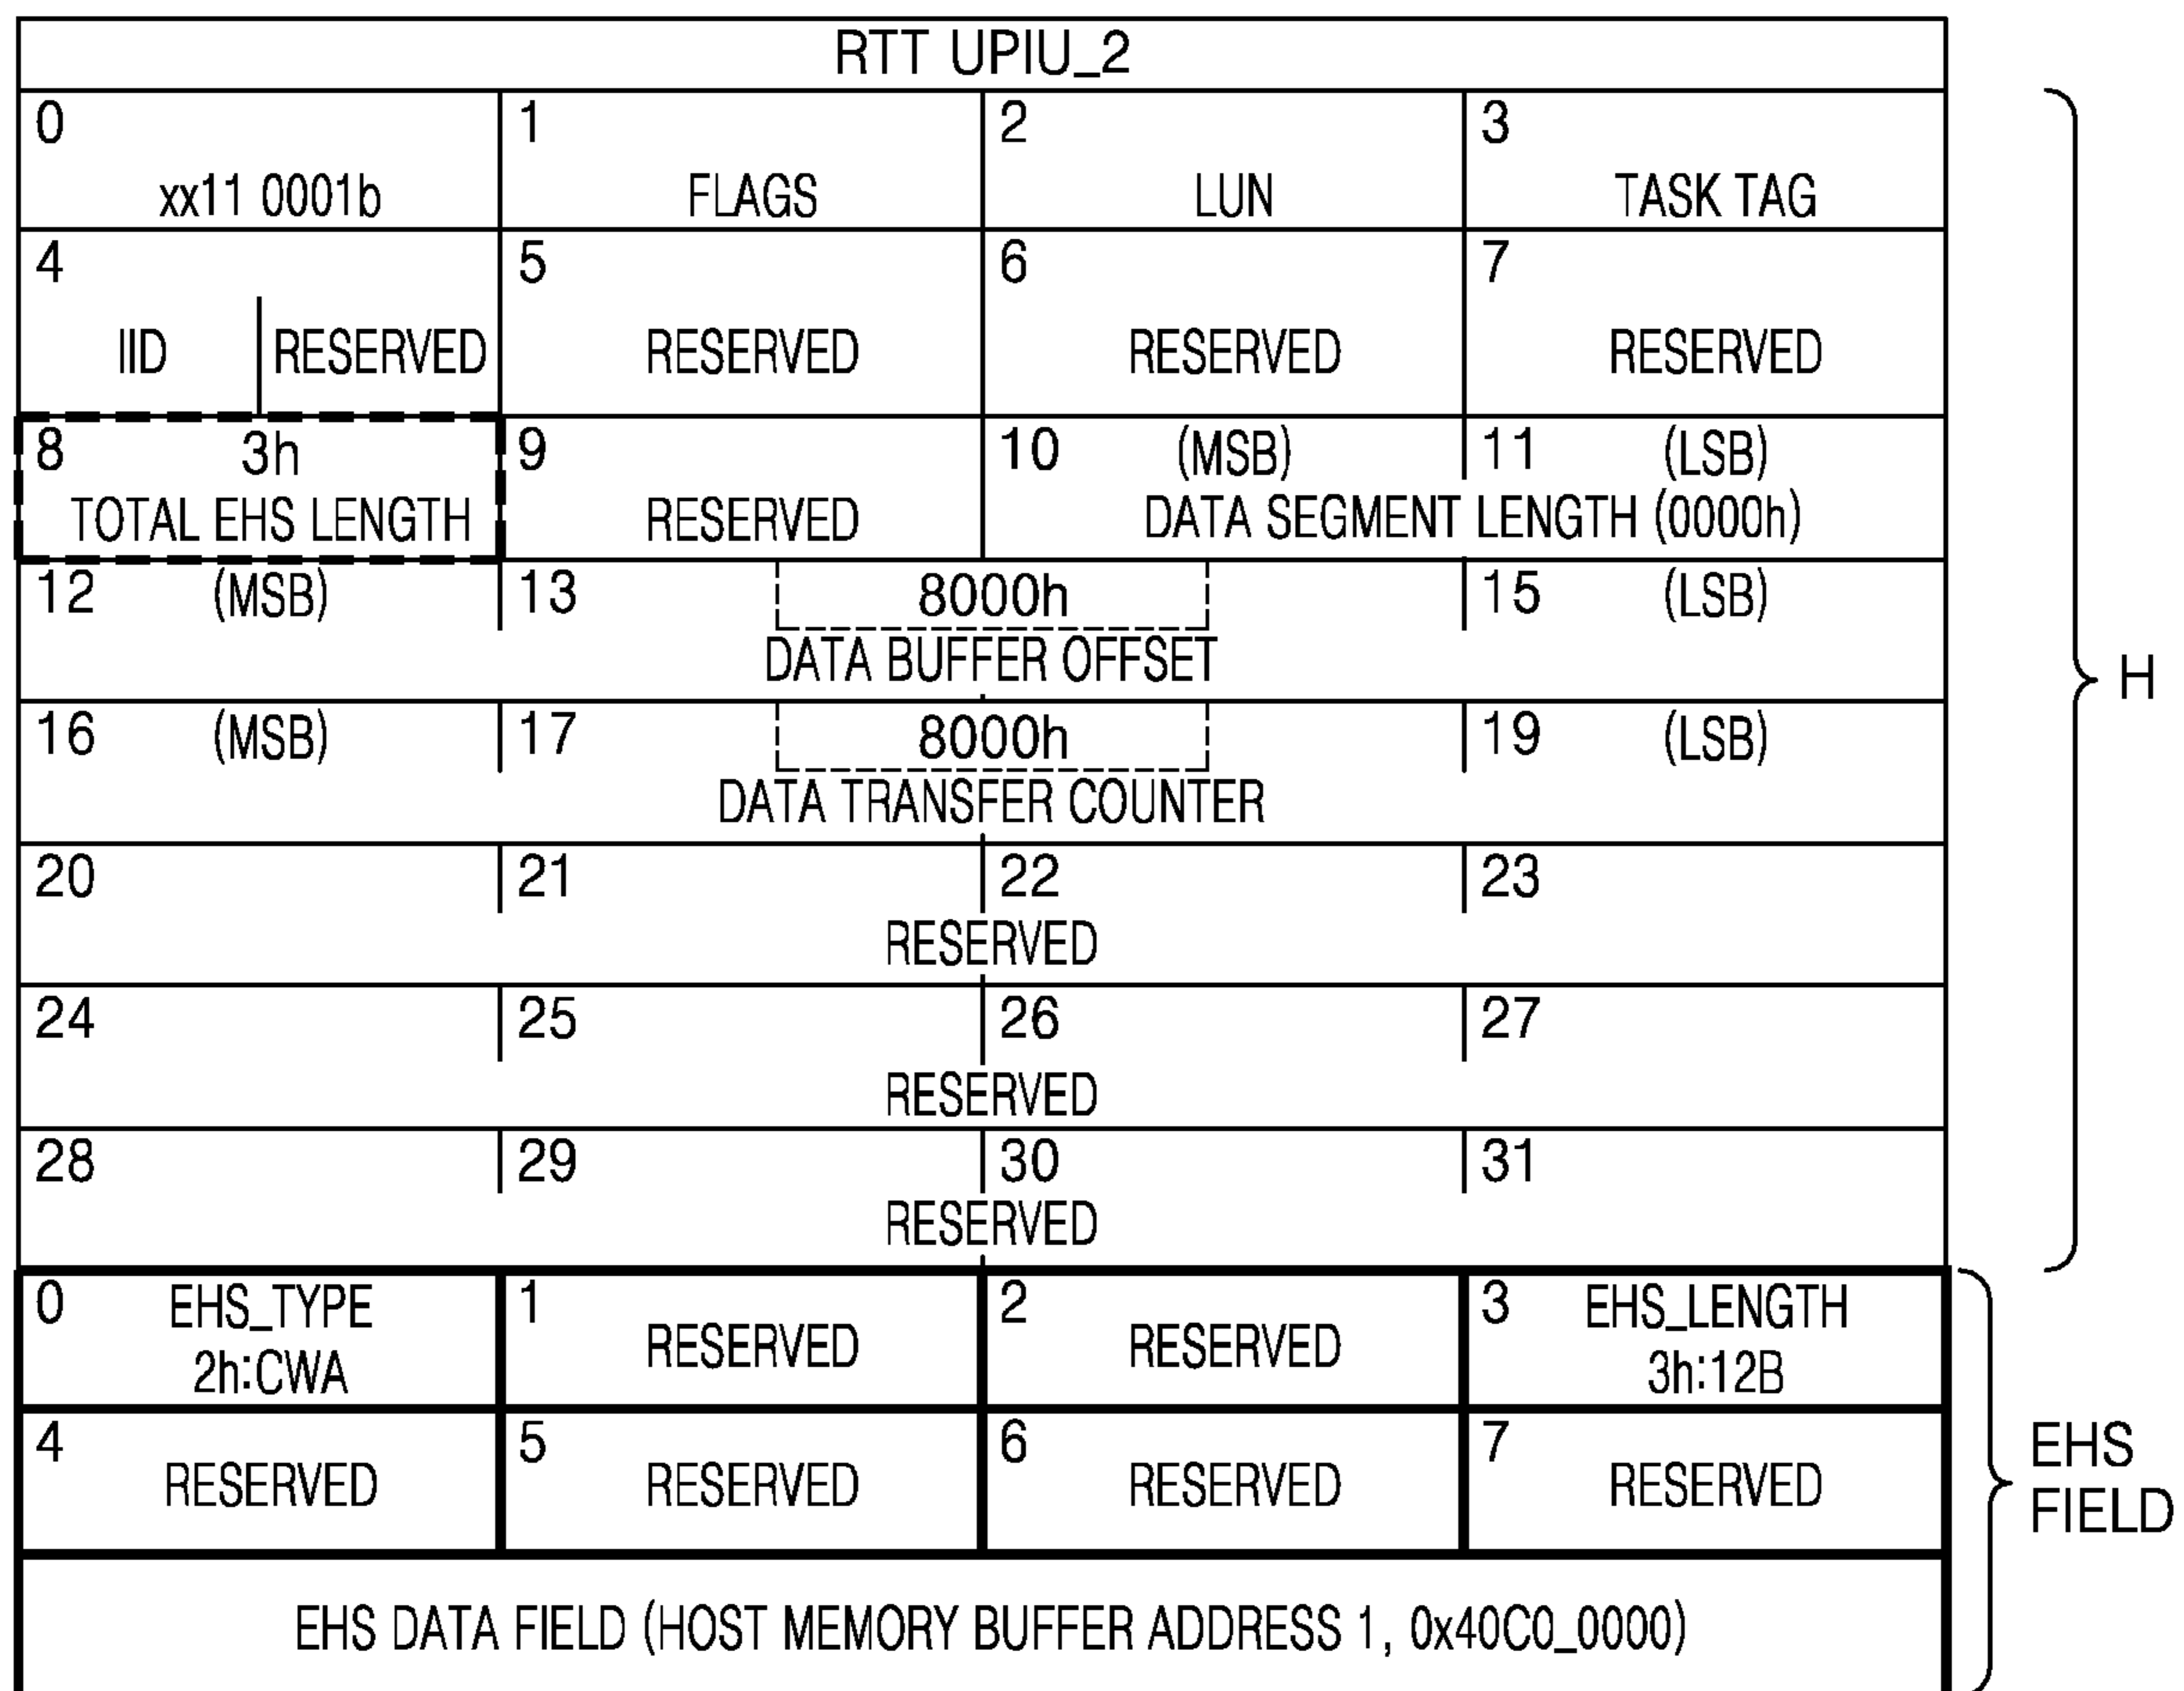 RTT UPIU_2
0 1 2 3
xx11 0001b FLAGS LUN TASK TAG
4 5 6 7
IID RESERVED RESERVED RESERVED RESERVED
8 3h 9 10 (MSB) 11 (LSB)
TOTAL EHS LENGTH RESERVED DATA SEGMENT LENGTH (0000h)
12 (MSB) 13 8000h 15 (LSB)
DATA BUFFER OFFSET
16 (MSB) 17 8000h 19 (LSB)
DATA TRANSFER COUNTER
20 21 22 23
RESERVED
24 25 26 27
RESERVED
28 29 30 31
RESERVED
H
0 EHS_TYPE 1 RESERVED 2 RESERVED 3 EHS_LENGTH
2h:CWA 3h:12B
4 RESERVED 5 RESERVED 6 RESERVED 7 RESERVED
EHS DATA FIELD (HOST MEMORY BUFFER ADDRESS 1, 0x40C0_0000)
EHS
FIELD